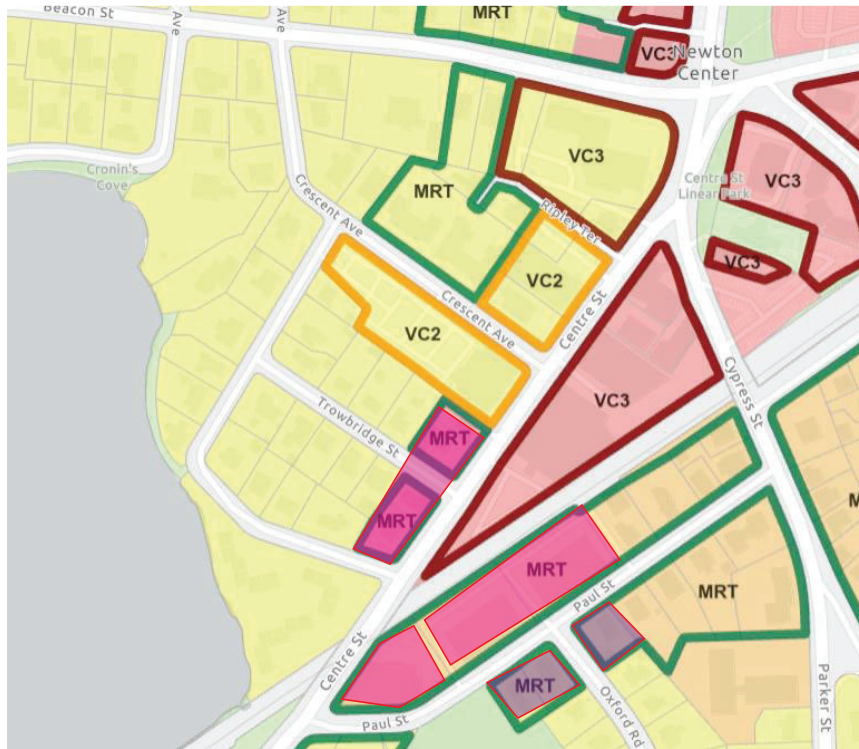 Beacon St
Ave
Ave
MRT
VC3
Newton
Center
VC3
Cronin's
Cove
Centre St
Linear Park
VC3
Crescent Ave
MRT
Ripley Ter
VC3
VC2
Centre St
Crescent Ave
VC2
VC3
Cypress St
Trowbridge St
MRT
MRT
M
MRT
Paul St
MRT
Centre St
MRT
Oxford Rd
Parker St
Paul St